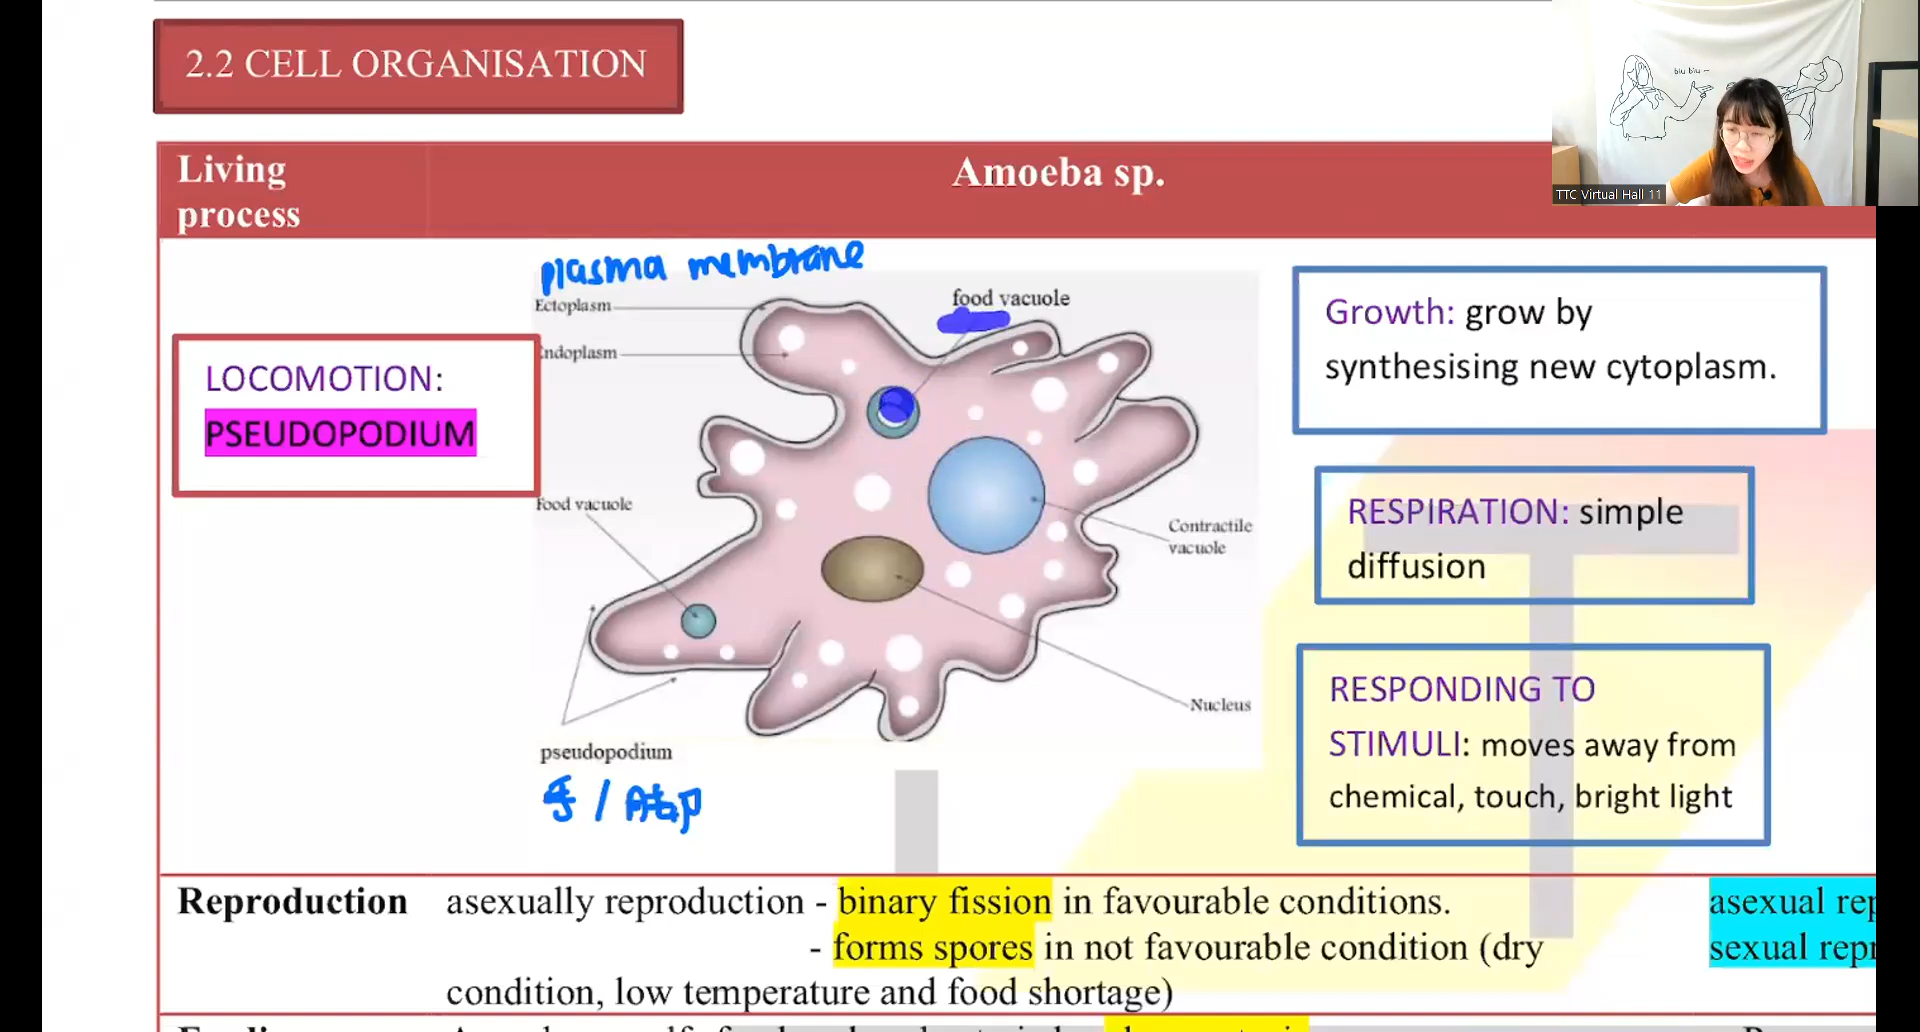 2.2 CELL ORGANISATION
blu blu ~
TTC Virtual Hall 11
Living
process
Amoeba sp.
plasma membrane
Ectoplasm
Endoplasm
food vacuole
LOCOMOTION:
PSEUDOPODIUM
Growth: grow by
synthesising new cytoplasm.
Food vacuole
Contractile
vacuole
RESPIRATION: simple
diffusion
Nucleus
pseudopodium
RESPONDING TO
STIMULI: moves away from
chemical, touch, bright light
Reproduction
asexually reproduction - binary fission in favourable conditions.
- forms spores in not favourable condition (dry
condition, low temperature and food shortage)
asexual rep
sexual repr